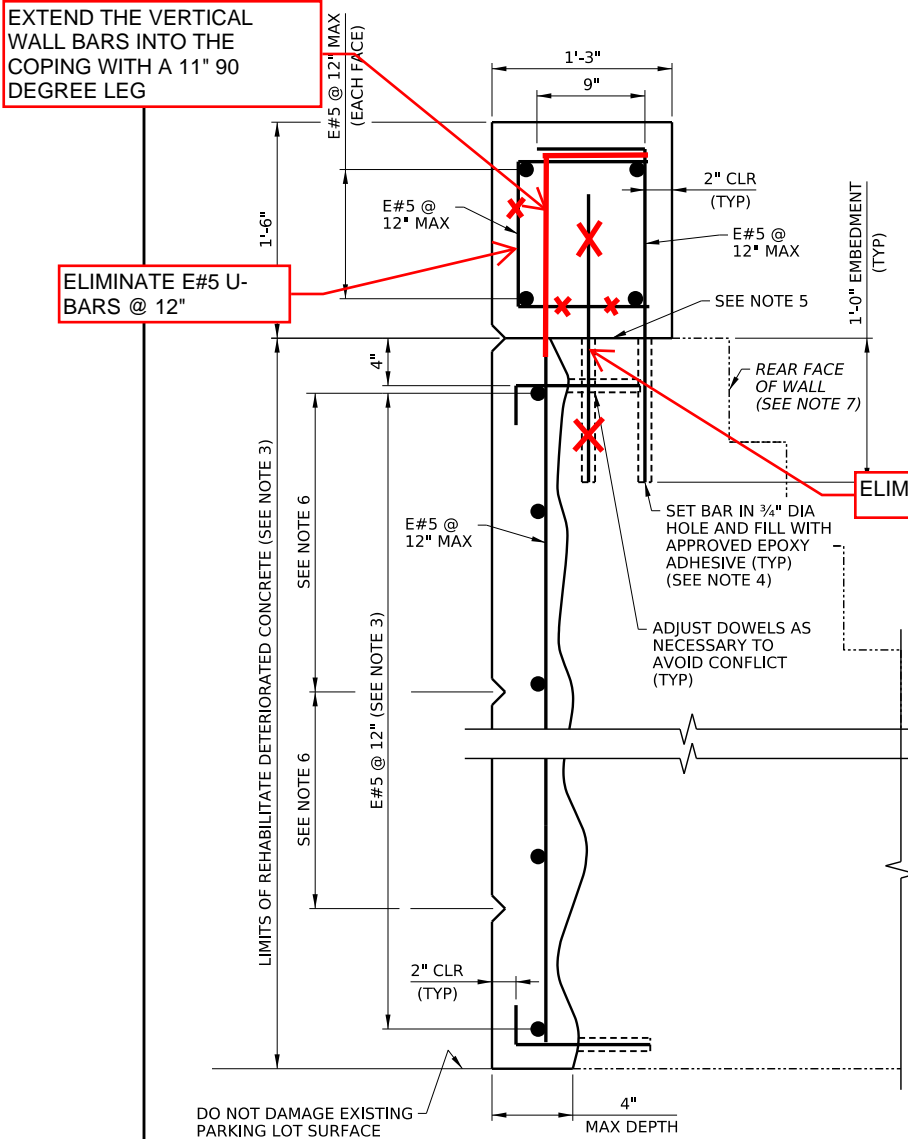 EXTEND THE VERTICAL
WALL BARS INTO THE
COPING WITH A 11" 90
DEGREE LEG
E#5 @ 12" MAX
(EACH FACE)
1'-3"
9"
2" CLR
(TYP)
E#5 @
12" MAX
E#5 @
12" MAX
1'-6"
1'-0" EMBEDMENT
(TYP)
ELIMINATE E#5 U-
BARS @ 12"
SEE NOTE 5
4"
REAR FACE
OF WALL
(SEE NOTE 7)
LIMITS OF REHABILITATE DETERIORATED CONCRETE (SEE NOTE 3)
SEE NOTE 6
E#5 @ 12" (SEE NOTE 3)
E#5 @
12" MAX
ELIM
SET BAR IN ¾" DIA
HOLE AND FILL WITH
APPROVED EPOXY
ADHESIVE (TYP)
(SEE NOTE 4)
ADJUST DOWELS AS
NECESSARY TO
AVOID CONFLICT
(TYP)
SEE NOTE 6
2" CLR
(TYP)
DO NOT DAMAGE EXISTING
PARKING LOT SURFACE
4"
MAX DEPTH